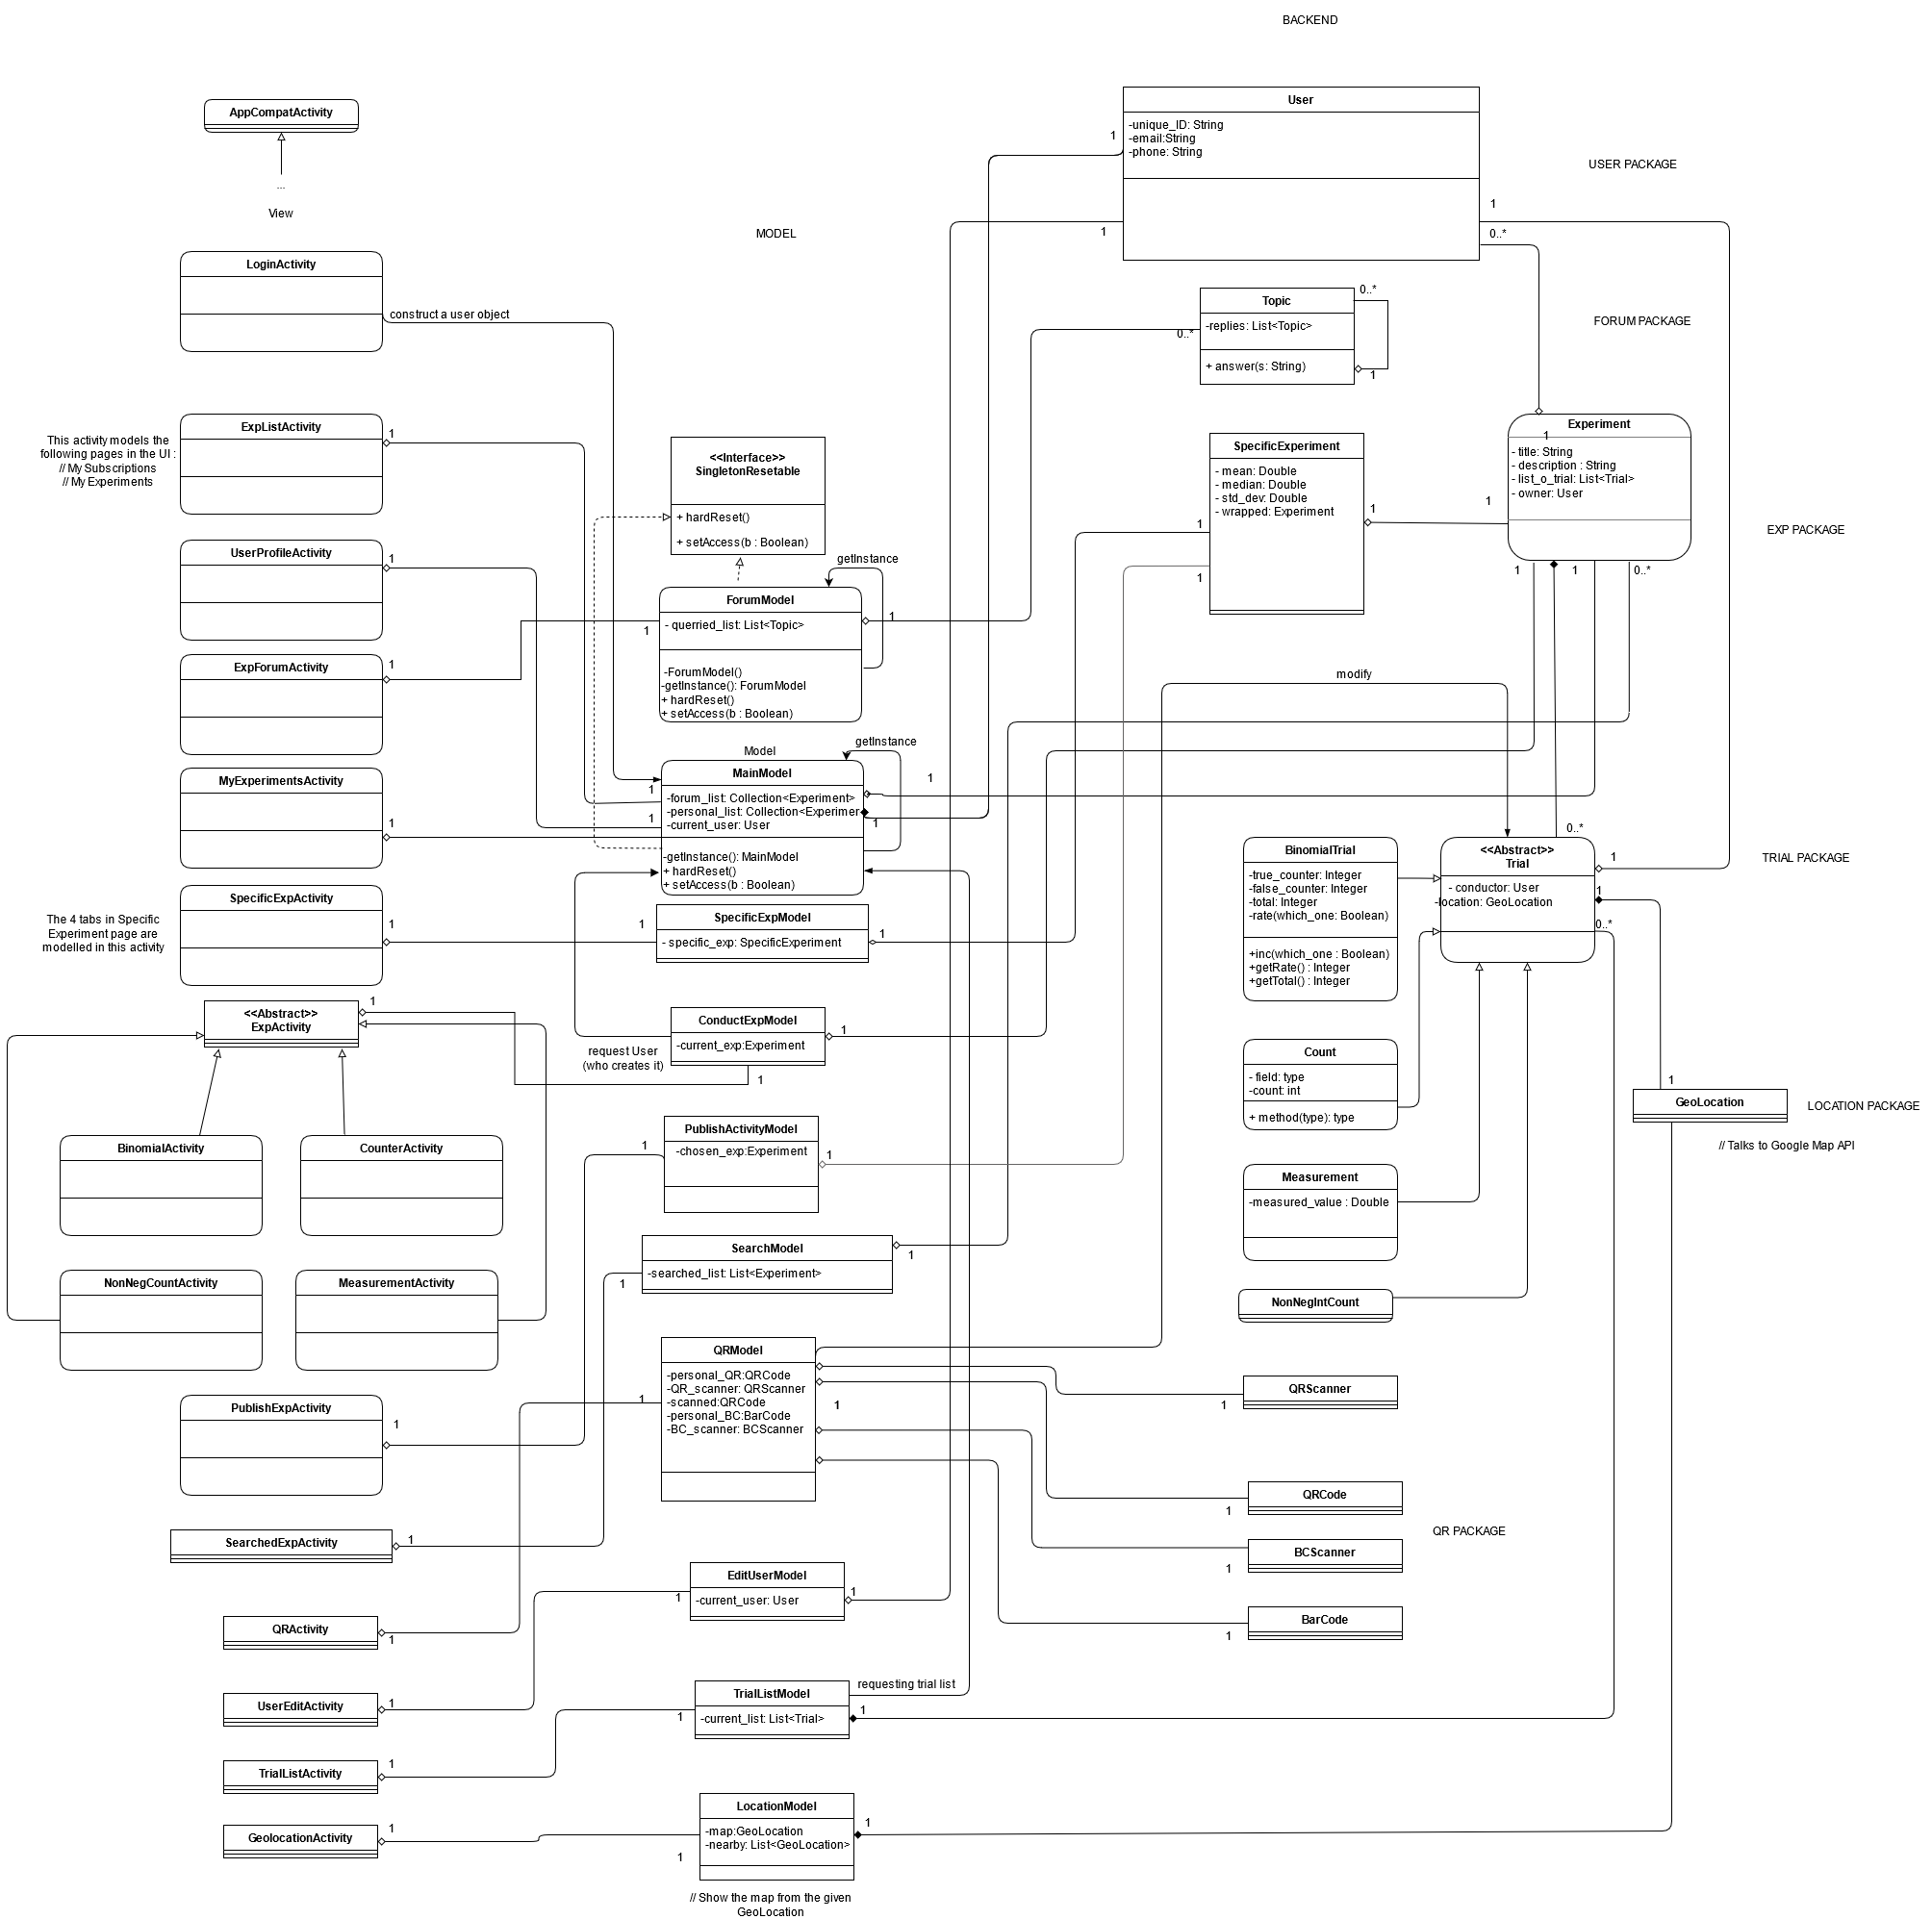 BACKEND
AppCompatActivity
...
View
MODEL
User
-unique_ID: String
-email:String
-phone: String
1
1
1
0..*
USER PACKAGE
LoginActivity
construct a user object
Topic
-replies: List<Topic>
+ answer(s: String)
0..*
1
0..*
FORUM PACKAGE
This activity models the
following pages in the UI :
// My Subscriptions
// My Experiments
ExpListActivity
1
<<Interface>>
SingletonResetable
+ hardReset()
+ setAccess(b : Boolean)
SpecificExperiment
- mean: Double
- median: Double
- std_dev: Double
- wrapped: Experiment
1
1
1
1
Experiment
1
- title: String
- description : String
- list_o_trial: List<Trial>
- owner: User
1
1
0..*
EXP PACKAGE
UserProfileActivity
1
getInstance
ForumModel
- querried_list: List<Topic>
-ForumModel()
-getInstance(): ForumModel
+ hardReset()
+ setAccess(b : Boolean)
1
1
ExpForumActivity
1
modify
MyExperimentsActivity
1
Model
getInstance
MainModel
-forum_list: Collection<Experiment>
-personal_list: Collection<Experimer
-current_user: User
-getInstance(): MainModel
+ hardReset()
+ setAccess(b : Boolean)
1
1
1
1
BinomialTrial
-true_counter: Integer
-false_counter: Integer
-total: Integer
-rate(which_one: Boolean)
+inc(which_one : Boolean)
+getRate() : Integer
+getTotal() : Integer
0..*
<<Abstract>>
Trial
- conductor: User
-location: GeoLocation
1
1
0..*
TRIAL PACKAGE
The 4 tabs in Specific
Experiment page are
modelled in this activity
SpecificExpActivity
1
1
SpecificExpModel
- specific_exp: SpecificExperiment
1
<<Abstract>>
ExpActivity
1
ConductExpModel
-current_exp:Experiment
1
request User
(who creates it)
1
Count
- field: type
-count: int
+ method(type): type
1
GeoLocation
LOCATION PACKAGE
// Talks to Google Map API
BinomialActivity
CounterActivity
1
PublishActivityModel
-chosen_exp:Experiment
1
Measurement
-measured_value : Double
NonNegCountActivity
MeasurementActivity
SearchModel
-searched_list: List<Experiment>
1
1
NonNegIntCount
QRModel
-personal_QR:QRCode
-QR_scanner: QRScanner
-scanned:QRCode
-personal_BC:BarCode
-BC_scanner: BCScanner
1
1
QRScanner
1
PublishExpActivity
1
QRCode
1
QR PACKAGE
SearchedExpActivity
1
BCScanner
1
EditUserModel
-current_user: User
1
1
QRActivity
1
BarCode
1
UserEditActivity
1
TrialListModel
-current_list: List<Trial>
requesting trial list
1
1
TrialListActivity
1
LocationModel
-map:GeoLocation
-nearby: List<GeoLocation>
1
1
GeolocationActivity
1
// Show the map from the given
GeoLocation